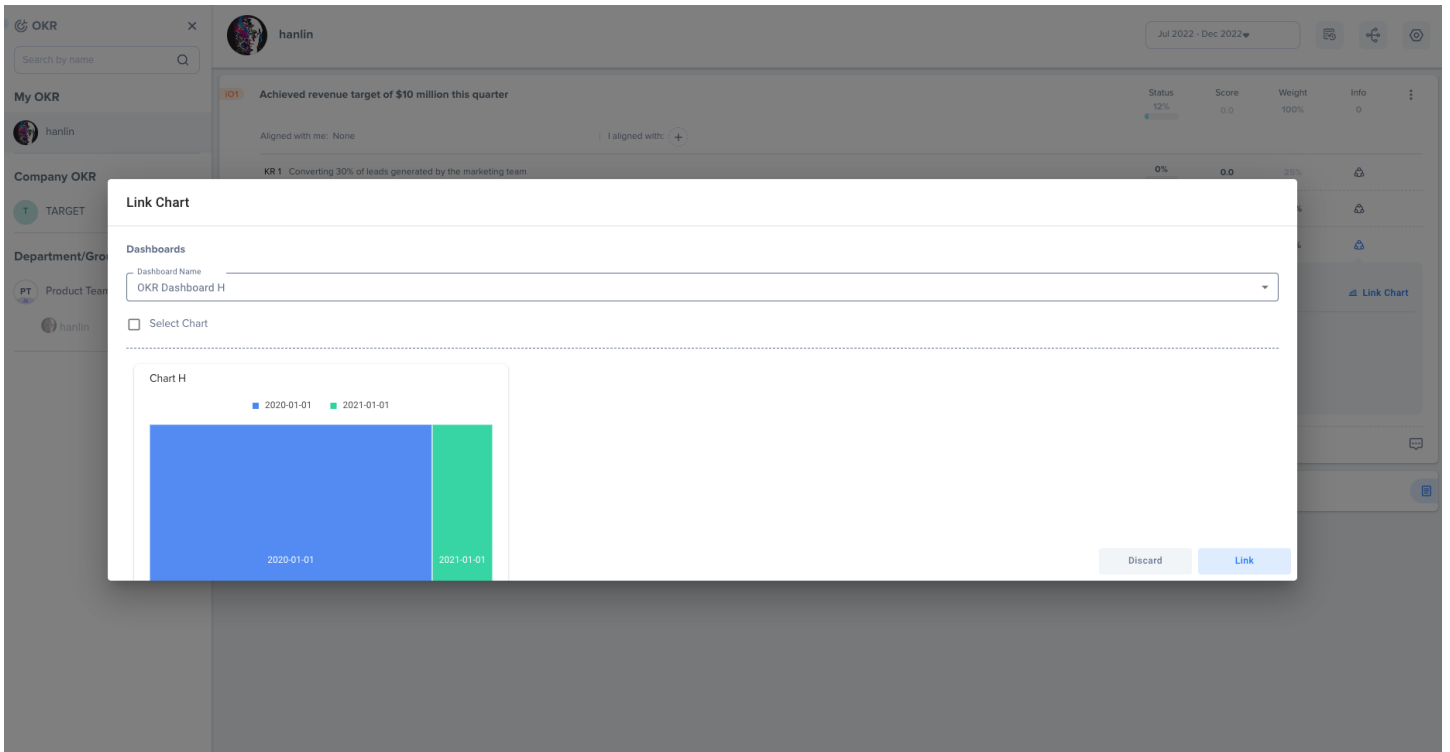 OKR
hanlin
Jul 2022 - Dec 2022
Search by name
My OKR
hanlin
Company OKR
T TARGET
Department/Gro
PT Product Team
hanlin
IO1 Achieved revenue target of $10 million this quarter
Status Score Weight Info
12% 0.0 100% 0
Aligned with me: None I aligned with:
KR 1 Converting 30% of leads generated by the marketing team 0% 0.0 25%
Link Chart
Link Chart
Dashboards
Dashboard Name
OKR Dashboard H
Select Chart
Chart H
2020-01-01 2021-01-01
2020-01-01 2021-01-01
Discard Link